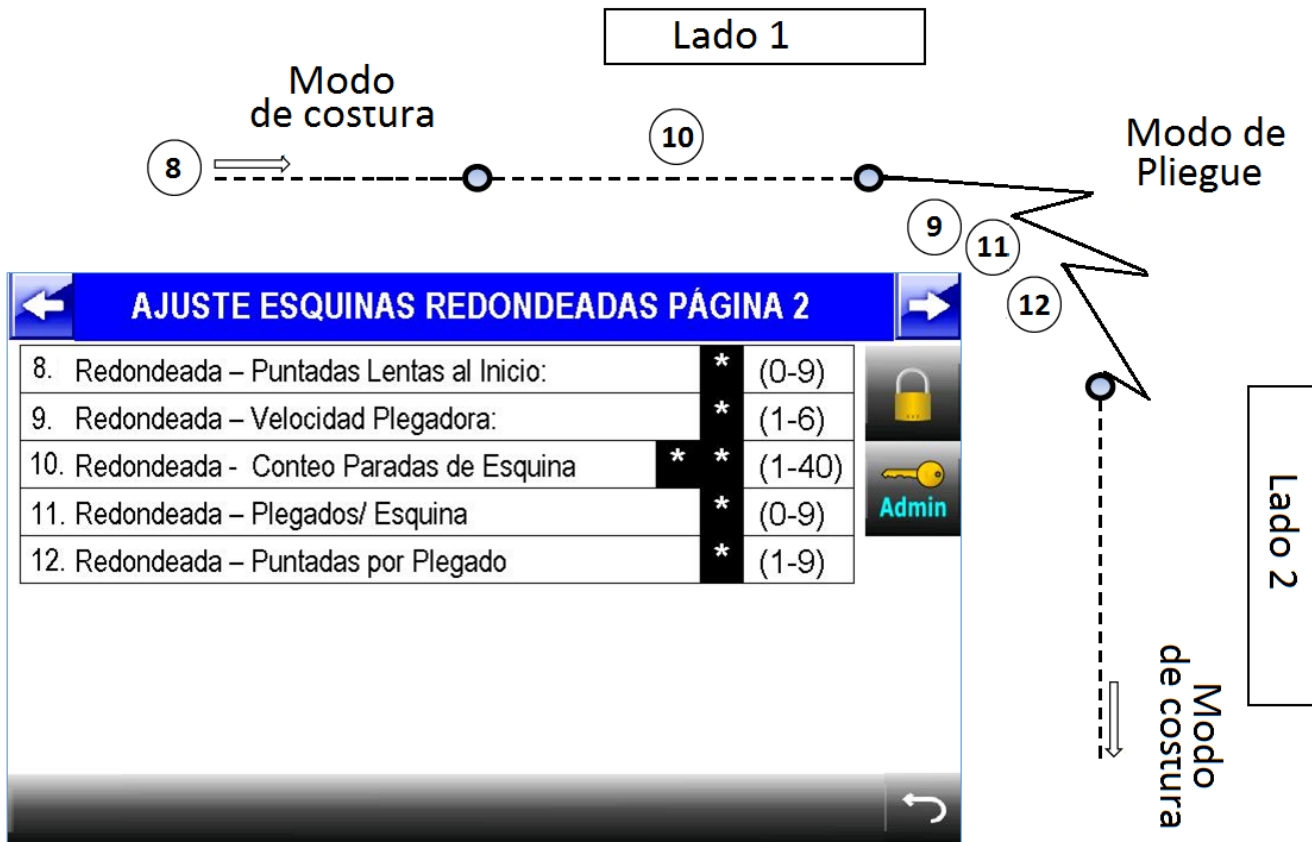 Lado 1
Modo
de costura
8
10
Modo de
Pliegue
9
11
12
AJUSTE ESQUINAS REDONDEADAS PÁGINA 2
8. Redondeada – Puntadas Lentas al Inicio: * (0-9)
9. Redondeada – Velocidad Plegadora: * (1-6)
10. Redondeada - Conteo Paradas de Esquina * * (1-40)
11. Redondeada – Plegados/ Esquina * (0-9)
12. Redondeada – Puntadas por Plegado * (1-9)
Admin
Lado 2
Modo
de costura